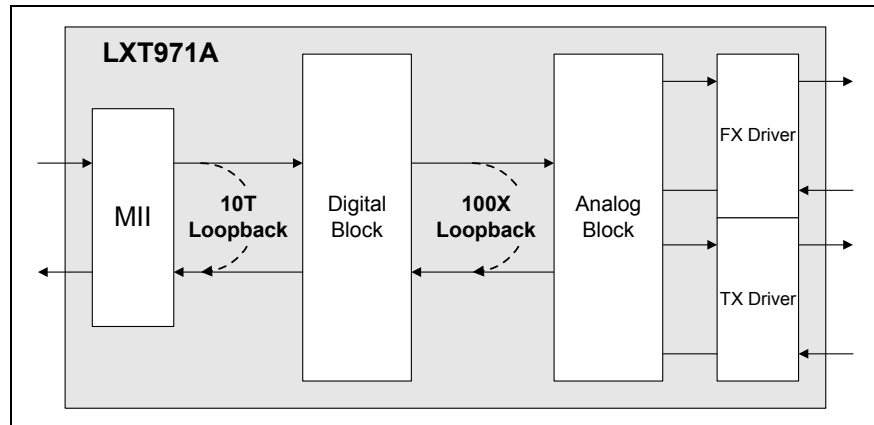 LXT971A
MII
10T
Loopback
Digital
Block
100X
Loopback
Analog
Block
FX Driver
TX Driver